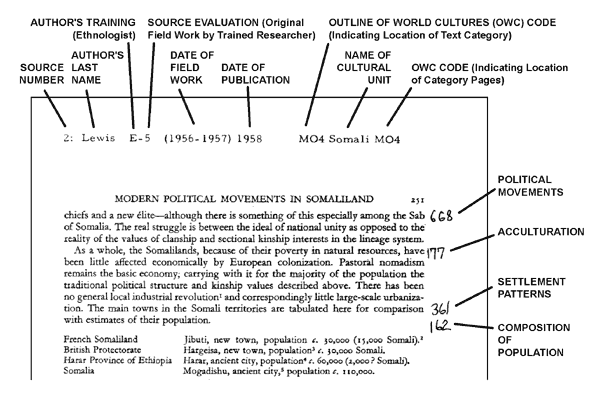 AUTHOR'S TRAINING
(Ethnologist)
SOURCE EVALUATION (Original
Field Work by Trained Researcher)
OUTLINE OF WORLD CULTURES (OWC) CODE
(Indicating Location of Text Category)
SOURCE
NUMBER
AUTHOR'S
LAST
NAME
DATE OF
FIELD
WORK
DATE OF
PUBLICATION
NAME OF
CULTURAL
UNIT
OWC CODE (Indicating Location
of Category Pages)
2: Lewis E-5 (1956-1957) 1958 MO4 Somali MO4
MODERN POLITICAL MOVEMENTS IN SOMALILAND 251
chiefs and a new élite—although there is something of this especially among the Sab 668
of Somalia. The real struggle is between the ideal of national unity as opposed to the
reality of the values of clanship and sectional kinship interests in the lineage system.
As a whole, the Somalilands, because of their poverty in natural resources, have 177
been little affected economically by European colonization. Pastoral nomadism
remains the basic economy; carrying with it for the majority of the population the
traditional political structure and kinship values described above. There has been
no general local industrial revolution¹ and correspondingly little large-scale urbaniza-
tion. The main towns in the Somali territories are tabulated here for comparison 361
with estimates of their population. 162
French Somaliland Jibuti, new town, population c. 30,000 (15,000 Somali).²
British Protectorate Hargeisa, new town, population³ c. 30,000 Somali.
Harar Province of Ethiopia Harar, ancient city, population⁴ c. 60,000 (2,000? Somali).
Somalia Mogadishu, ancient city,⁵ population c. 110,000.
POLITICAL
MOVEMENTS
ACCULTURATION
SETTLEMENT
PATTERNS
COMPOSITION
OF
POPULATION